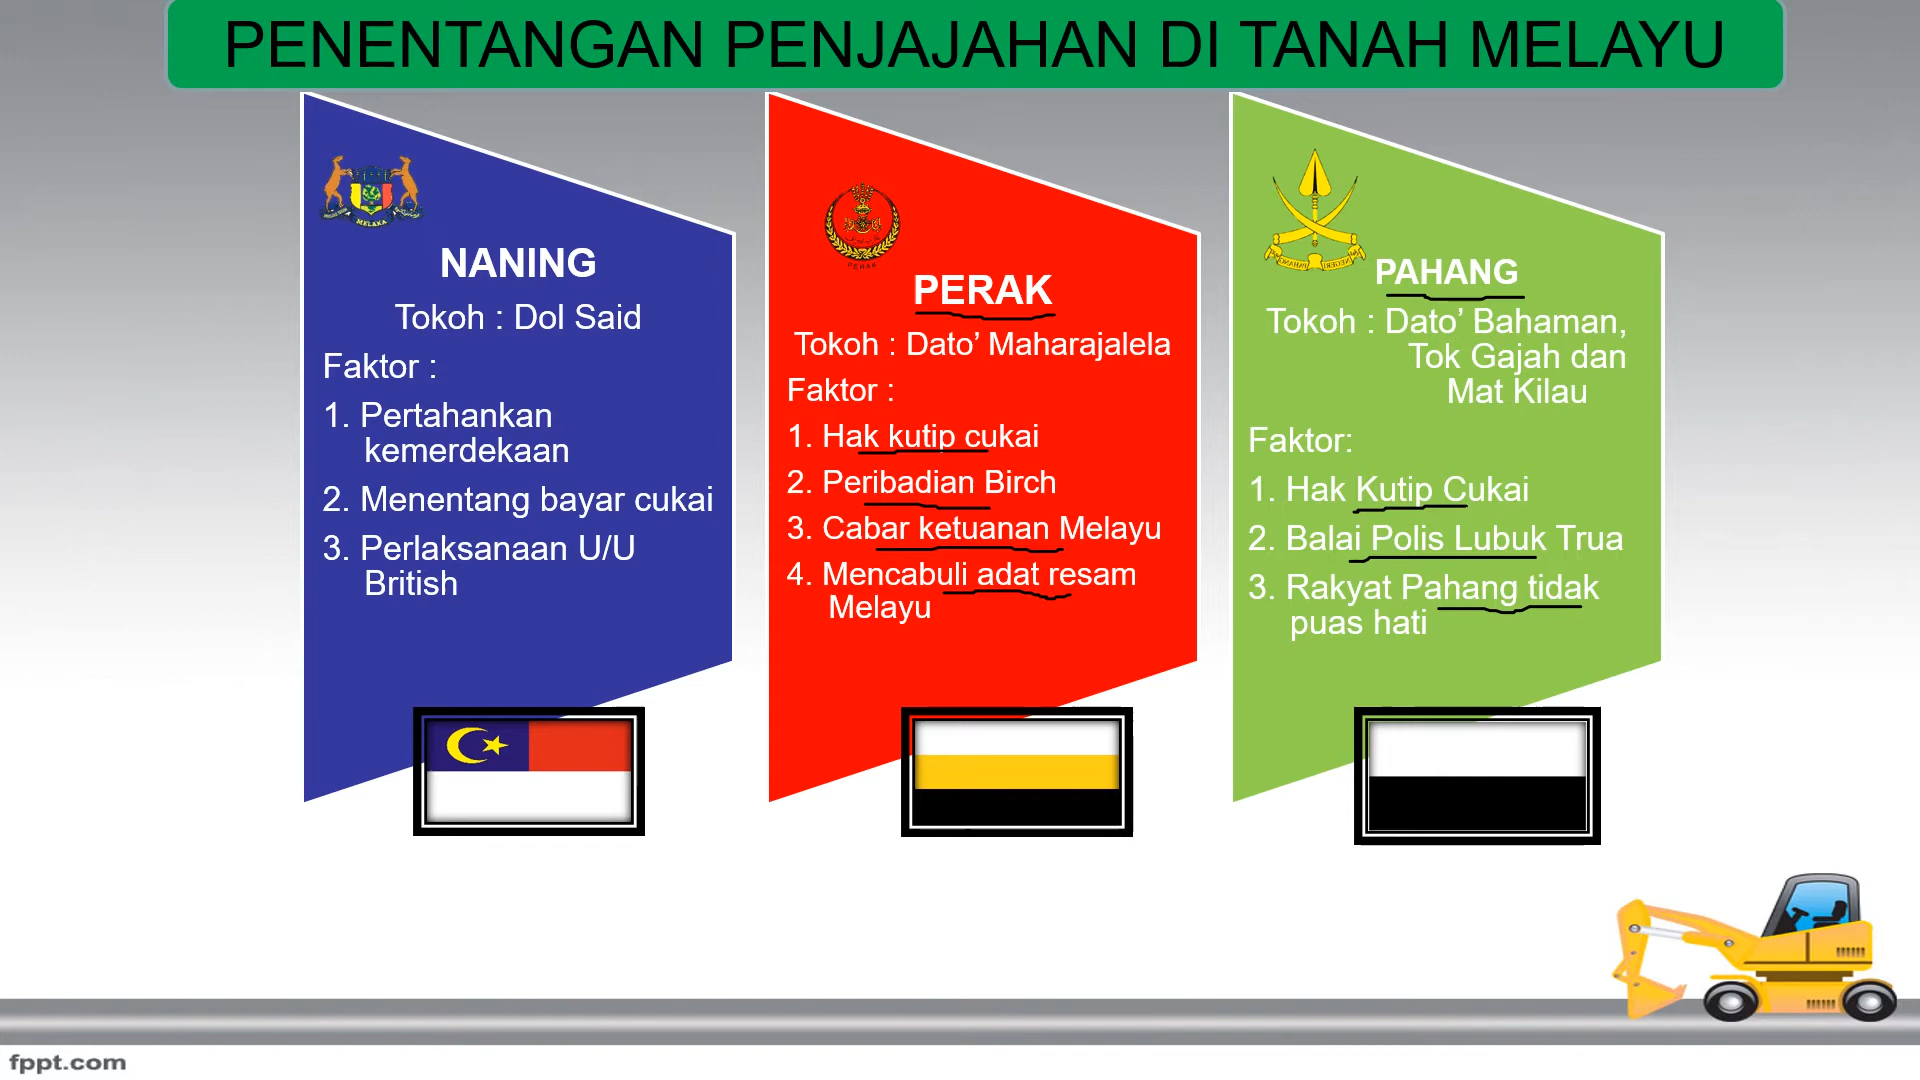 PENENTANGAN PENJAJAHAN DI TANAH MELAYU
MELAKA
NANING
Tokoh : Dol Said
Faktor :
1. Pertahankan
kemerdekaan
2. Menentang bayar cukai
3. Perlaksanaan U/U
British
PERAK
PERAK
Tokoh : Dato’ Maharajalela
Faktor :
1. Hak kutip cukai
2. Peribadian Birch
3. Cabar ketuanan Melayu
4. Mencabuli adat resam
Melayu
PAHANG
Tokoh : Dato’ Bahaman,
Tok Gajah dan
Mat Kilau
Faktor:
1. Hak Kutip Cukai
2. Balai Polis Lubuk Trua
3. Rakyat Pahang tidak
puas hati
fppt.com